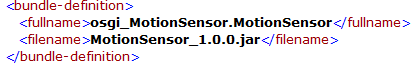 <bundle-definition>
<fullname>osgi_MotionSensor.MotionSensor</fullname>
<filename>MotionSensor_1.0.0.jar</filename>
</bundle-definition>